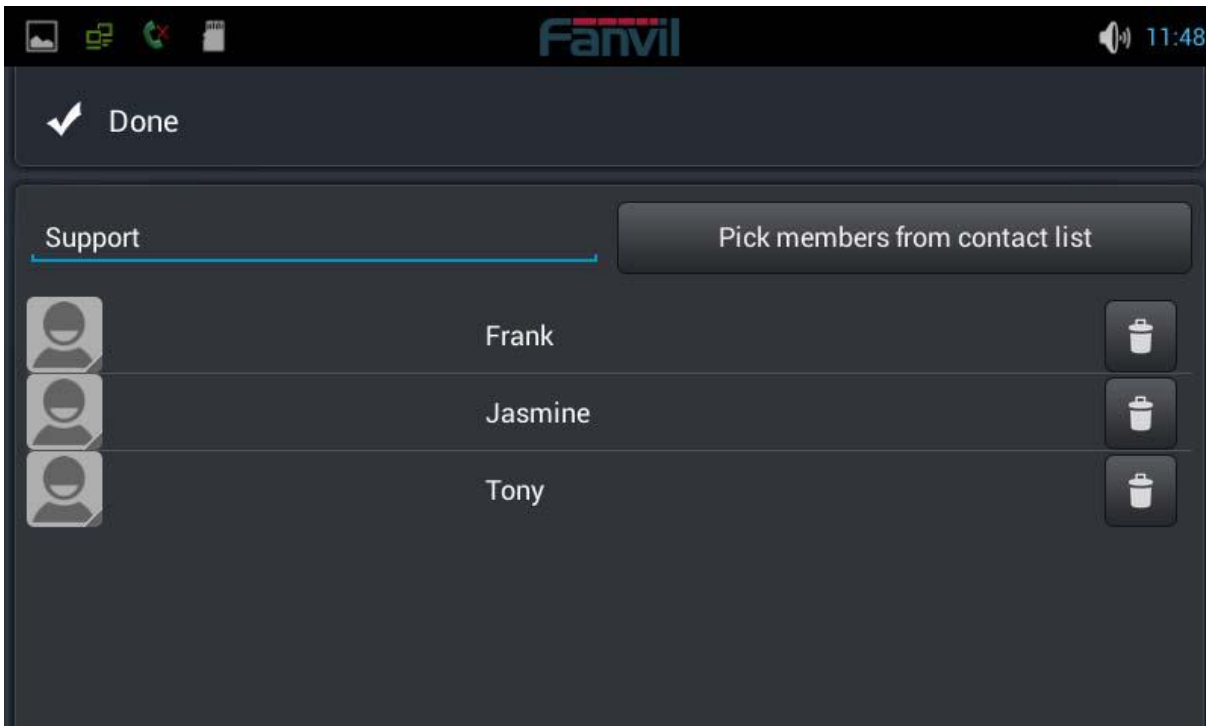 Fanvil
11:48
Done
Support
Pick members from contact list
Frank
Jasmine
Tony